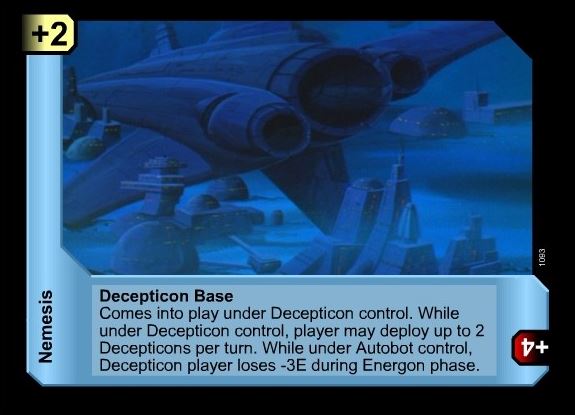 +2
Nemesis
1093
Decepticon Base
Comes into play under Decepticon control. While
under Decepticon control, player may deploy up to 2
Decepticons per turn. While under Autobot control,
Decepticon player loses -3E during Energon phase.
+4